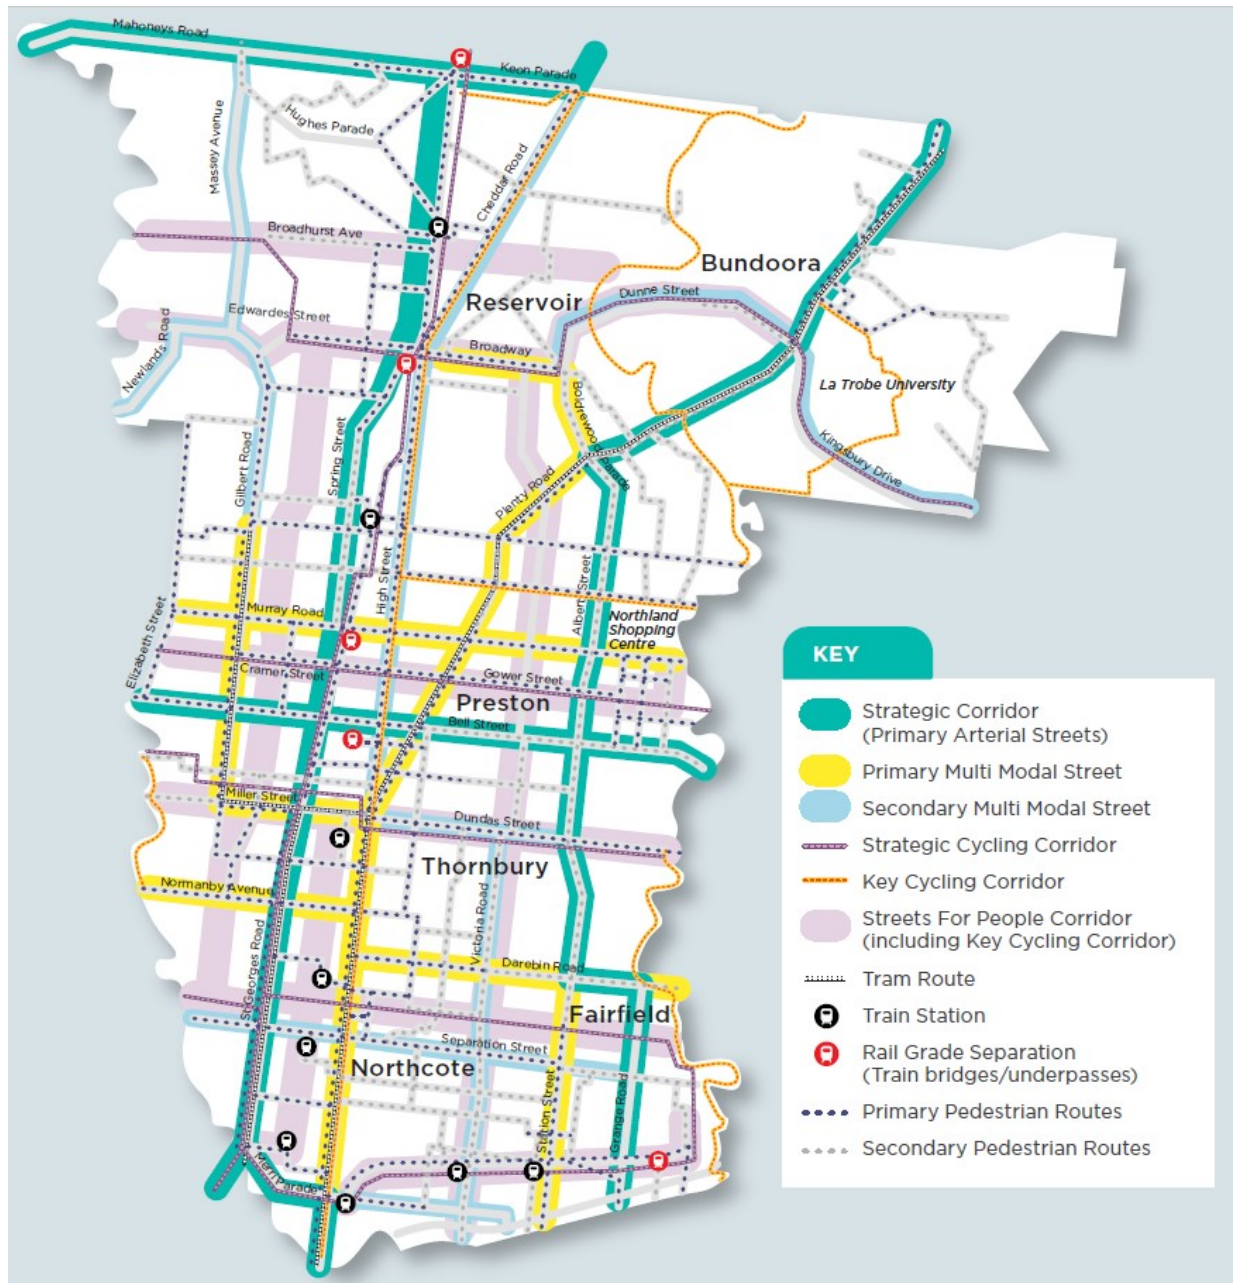 Mahoneys Road
Keon Parade
Hughes Parade
Massey Avenue
Cheddar Road
Broadhurst Ave
Bundoora
Reservoir
Dunne Street
Edwardes Street
Newlands Road
Broadway
La Trobe University
Boldrewood Parade
Kingsbury Drive
Spring Street
Gilbert Road
Plenty Road
High Street
Albert Street
Murray Road
Northland
Shopping
Centre
Elizabeth Street
Cramer Street
Gower Street
Preston
Bell Street
Miller Street
Dundas Street
Thornbury
Normanby Avenue
Victoria Road
St Georges Road
Darebin Road
Fairfield
Separation Street
Northcote
Station Street
Grange Road
Merri Parade
KEY
Strategic Corridor
(Primary Arterial Streets)
Primary Multi Modal Street
Secondary Multi Modal Street
Strategic Cycling Corridor
Key Cycling Corridor
Streets For People Corridor
(including Key Cycling Corridor)
Tram Route
Train Station
Rail Grade Separation
(Train bridges/underpasses)
Primary Pedestrian Routes
Secondary Pedestrian Routes